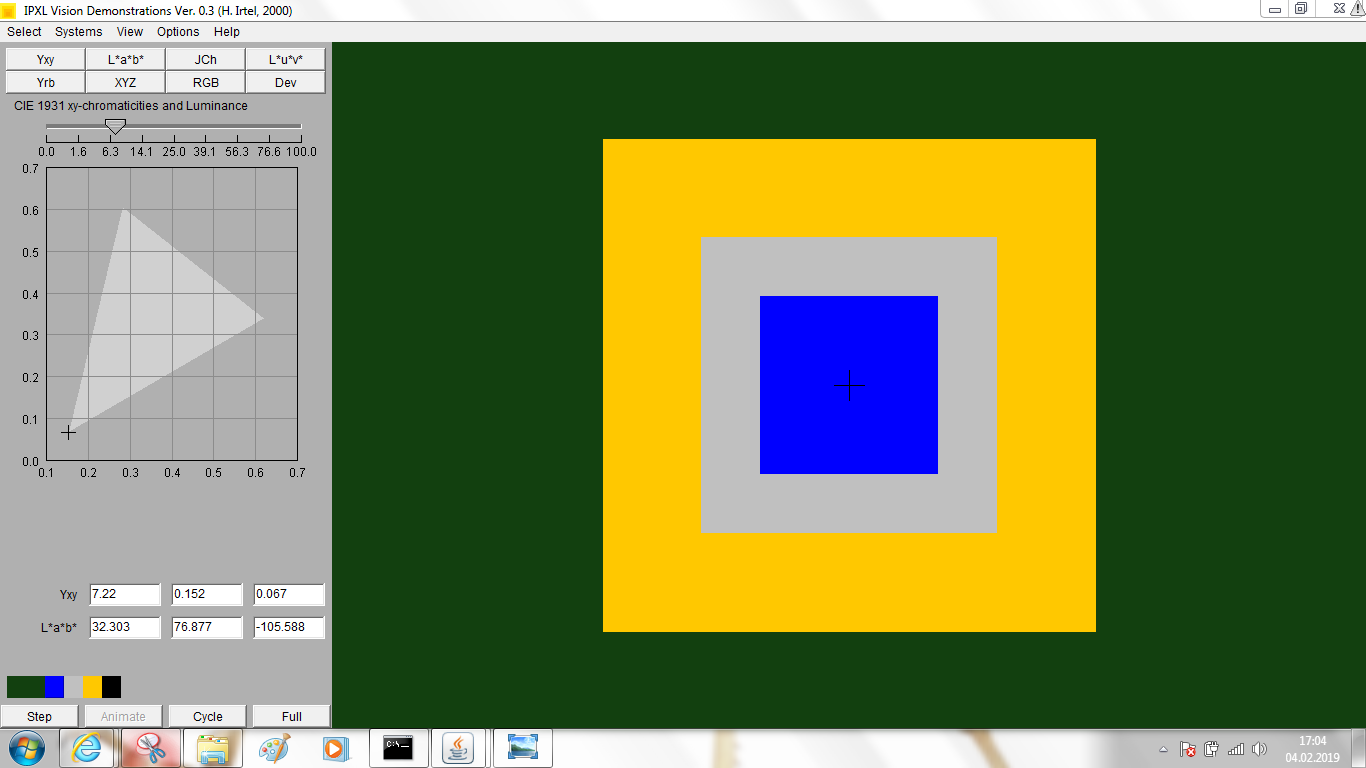 IPXL Vision Demonstrations Ver. 0.3 (H. Irtel, 2000)
Select Systems View Options Help
Yxy L*a*b* JCh L*u*v*
Yrb XYZ RGB Dev
CIE 1931 xy-chromaticities and Luminance
0.0 1.6 6.3 14.1 25.0 39.1 56.3 76.6 100.0
0.7
0.6
0.5
0.4
0.3
0.2
0.1
0.0
0.1 0.2 0.3 0.4 0.5 0.6 0.7
Yxy 7.22 0.152 0.067
L*a*b* 32.303 76.877 -105.588
Step Animate Cycle Full
C:\_
17:04
04.02.2019